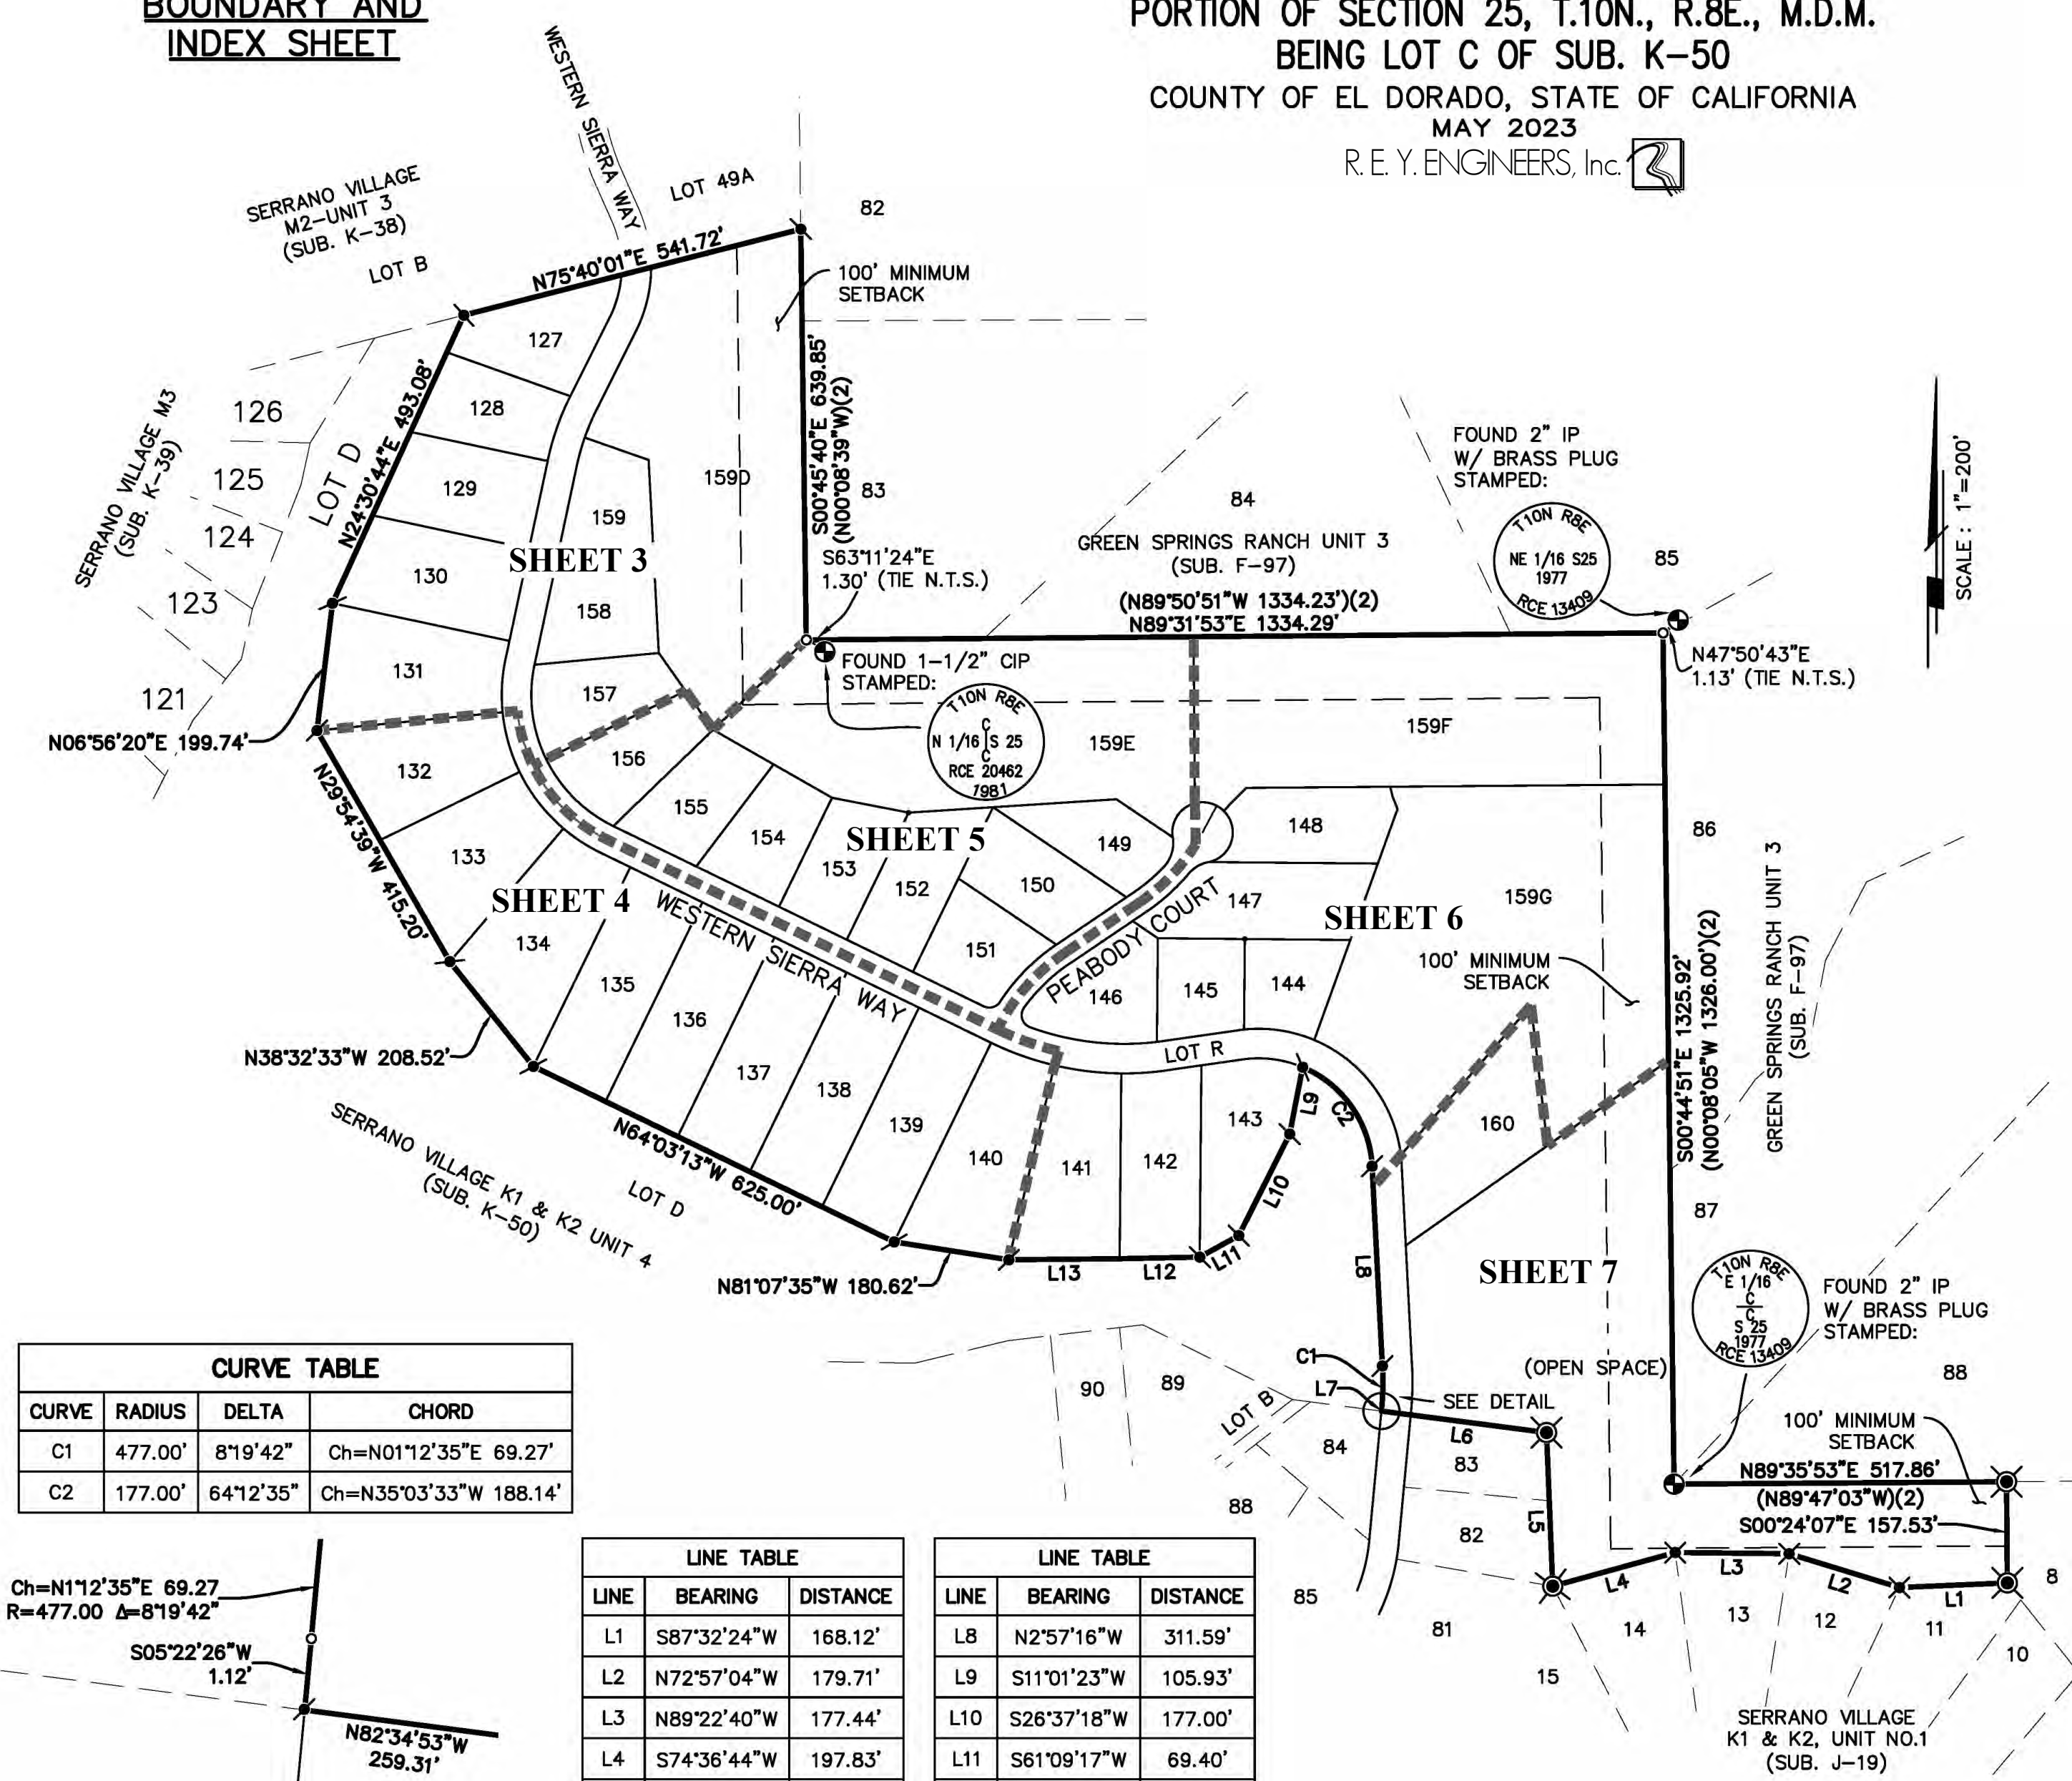 BOUNDARY AND
INDEX SHEET
PORTION OF SECTION 25, T.10N., R.8E., M.D.M.
BEING LOT C OF SUB. K-50
COUNTY OF EL DORADO, STATE OF CALIFORNIA
MAY 2023
R. E. Y. ENGINEERS, Inc.
WESTERN SIERRA WAY
SERRANO VILLAGE
M2-UNIT 3
(SUB. K-38)
LOT B
LOT 49A
82
N75°40'01"E 541.72'
100' MINIMUM
SETBACK
127
128
129
130
131
126
125
124
123
121
LOT D
SERRANO VILLAGE M3
(SUB. K-39)
N24°30'44"E 493.08'
159
158
157
159D
SHEET 3
S00°45'40"E 639.85'
(N00°08'39"W)(2)
83
84
85
GREEN SPRINGS RANCH UNIT 3
(SUB. F-97)
(N89°50'51"W 1334.23')(2)
N89°31'53"E 1334.29'
S63°11'24"E
1.30' (TIE N.T.S.)
FOUND 2" IP
W/ BRASS PLUG
STAMPED:
T10N R8E
NE 1/16 S25
1977
RCE 13409
SCALE : 1"=200'
N47°50'43"E
1.13' (TIE N.T.S.)
FOUND 1-1/2" CIP
STAMPED:
T10N R8E
C
N 1/16 S 25
C
RCE 20462
1981
N06°56'20"E 199.74'
132
156
159E
159F
N29°54'39"W 415.20'
133
155
154
153
SHEET 5
152
150
149
148
86
SHEET 4
134
135
136
137
138
139
140
151
WESTERN SIERRA WAY
PEABODY COURT
147
SHEET 6
159G
146
145
144
100' MINIMUM
SETBACK
S00°44'51"E 1325.92'
(N00°08'05"W 1326.00')(2)
GREEN SPRINGS RANCH UNIT 3
(SUB. F-97)
N38°32'33"W 208.52'
LOT R
L9
C2
143
142
141
160
N64°03'13"W 625.00'
SERRANO VILLAGE K1 & K2 UNIT 4
(SUB. K-50)
LOT D
L10
L11
L12
L13
L8
87
N81°07'35"W 180.62'
SHEET 7
T10N R8E
E 1/16
C
C
S 25
1977
RCE 13409
FOUND 2" IP
W/ BRASS PLUG
STAMPED:
88
C1
L7
(OPEN SPACE)
SEE DETAIL
L6
90
89
LOT B
84
83
88
82
L5
85
81
100' MINIMUM
SETBACK
N89°35'53"E 517.86'
(N89°47'03"W)(2)
S00°24'07"E 157.53'
L4
L3
L2
L1
8
15
14
13
12
11
10
SERRANO VILLAGE
K1 & K2, UNIT NO.1
(SUB. J-19)
CURVE TABLE
CURVE RADIUS DELTA CHORD
C1 477.00' 8°19'42" Ch=N01°12'35"E 69.27'
C2 177.00' 64°12'35" Ch=N35°03'33"W 188.14'
Ch=N1°12'35"E 69.27
R=477.00 Δ=8°19'42"
S05°22'26"W
1.12'
N82°34'53"W
259.31'
LINE TABLE
LINE BEARING DISTANCE
L1 S87°32'24"W 168.12'
L2 N72°57'04"W 179.71'
L3 N89°22'40"W 177.44'
L4 S74°36'44"W 197.83'
LINE TABLE
LINE BEARING DISTANCE
L8 N2°57'16"W 311.59'
L9 S11°01'23"W 105.93'
L10 S26°37'18"W 177.00'
L11 S61°09'17"W 69.40'